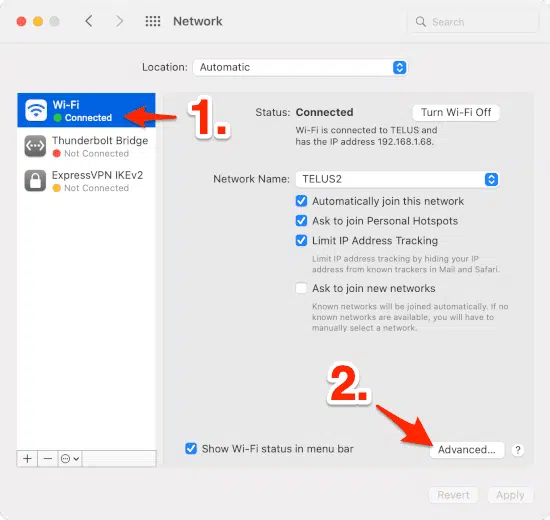 Network
Search
Location: Automatic
Wi-Fi
Connected
Thunderbolt Bridge
Not Connected
ExpressVPN IKEv2
Not Connected
1.
Status: Connected
Turn Wi-Fi Off
Wi-Fi is connected to TELUS and
has the IP address 192.168.1.68.
Network Name: TELUS2
Automatically join this network
Ask to join Personal Hotspots
Limit IP Address Tracking
Limit IP address tracking by hiding your IP
address from known trackers in Mail and Safari.
Ask to join new networks
Known networks will be joined automatically. If no
known networks are available, you will have to
manually select a network.
2.
Show Wi-Fi status in menu bar
Advanced...
?
Revert
Apply